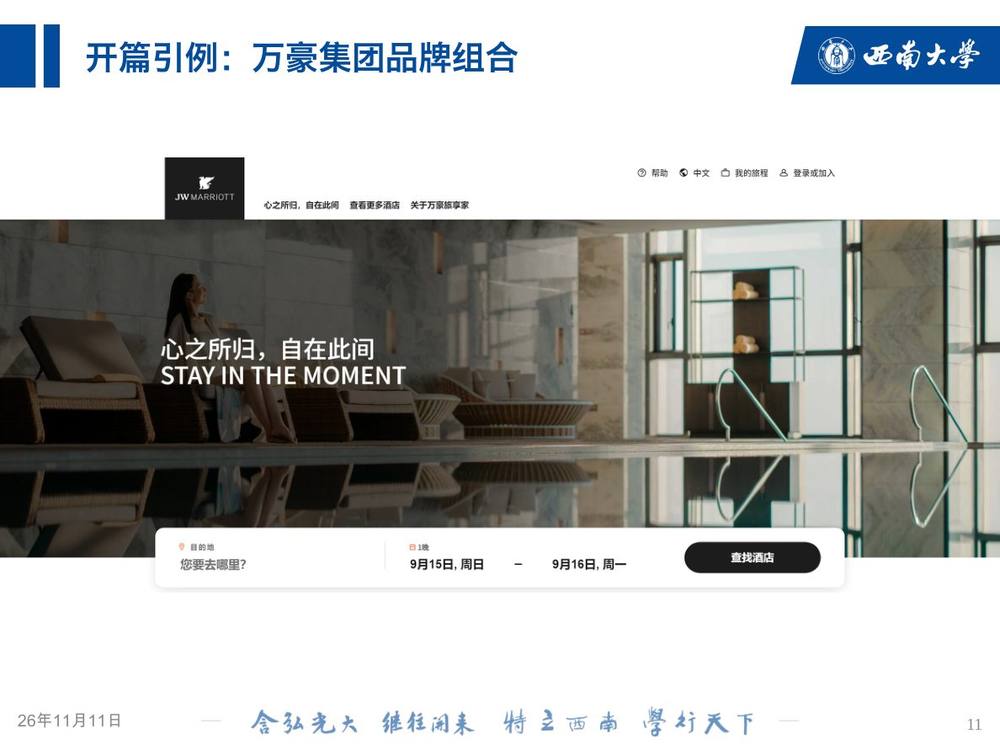 开篇引例：万豪集团品牌组合
西南大学
帮助 中文 我的旅程 登录或加入
JW MARRIOTT
心之所归，自在此间 查看更多酒店 关于万豪旅享家
心之所归，自在此间
STAY IN THE MOMENT
目的地 1晚
您要去哪里? 9月15日, 周日 – 9月16日, 周一 查找酒店
26年11月11日 含弘光大 继往开来 特立西南 学行天下 11